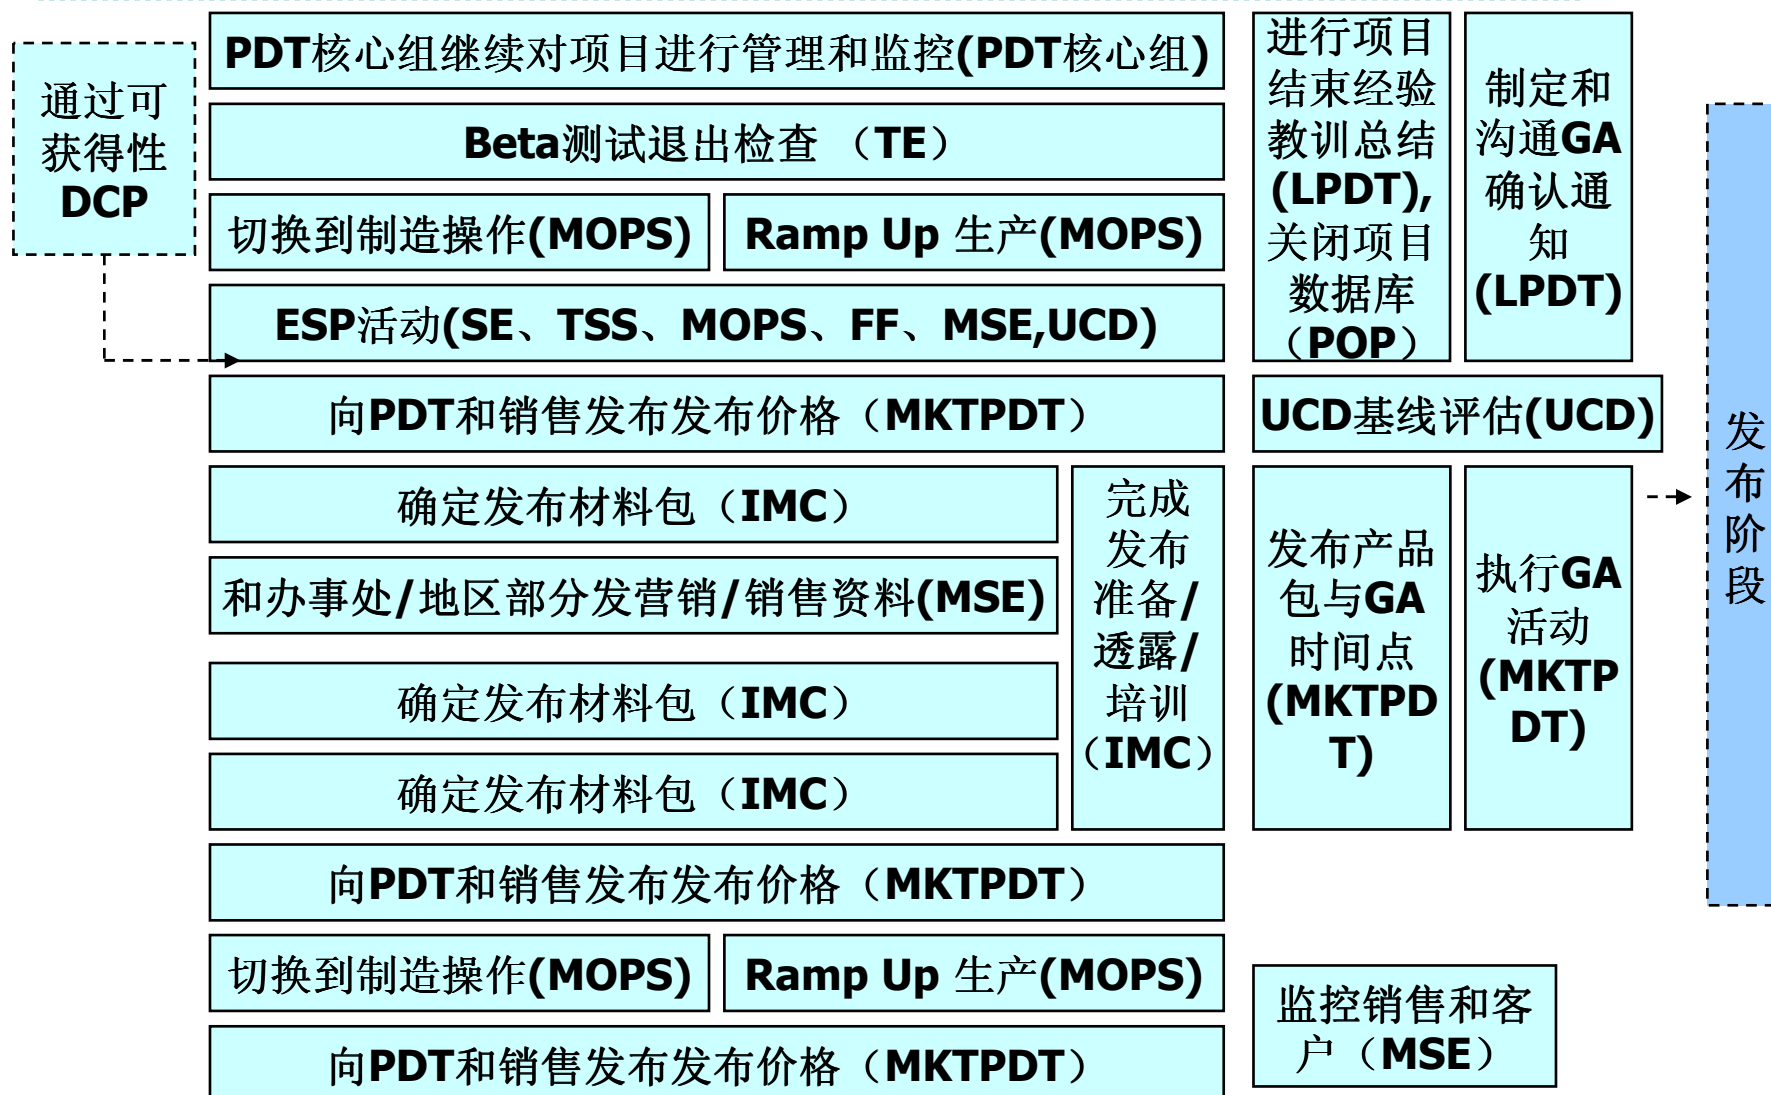 通过可
获得性
DCP
PDT核心组继续对项目进行管理和监控(PDT核心组)
Beta测试退出检查 （TE）
切换到制造操作(MOPS)
Ramp Up 生产(MOPS)
ESP活动(SE、TSS、MOPS、FF、MSE,UCD)
向PDT和销售发布发布价格（MKTPDT）
确定发布材料包（IMC）
和办事处/地区部分发营销/销售资料(MSE)
确定发布材料包（IMC）
确定发布材料包（IMC）
完成
发布
准备/
透露/
培训
（IMC）
向PDT和销售发布发布价格（MKTPDT）
切换到制造操作(MOPS)
Ramp Up 生产(MOPS)
向PDT和销售发布发布价格（MKTPDT）
进行项目
结束经验
教训总结
(LPDT),
关闭项目
数据库
（POP）
制定和
沟通GA
确认通
知
(LPDT)
UCD基线评估(UCD)
发布产品
包与GA
时间点
(MKTPD
T)
执行GA
活动
(MKTP
DT)
监控销售和客
户（MSE）
发
布
阶
段